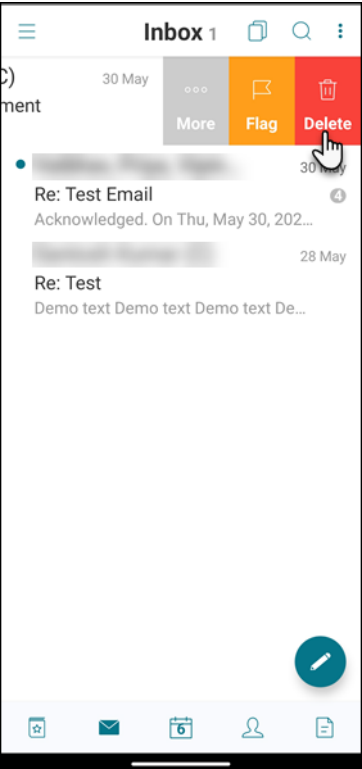 Inbox 1
C)
30 May
ment
More
Flag
Delete
30 May
Re: Test Email
4
Acknowledged. On Thu, May 30, 202...
28 May
Re: Test
Demo text Demo text Demo text De...
6